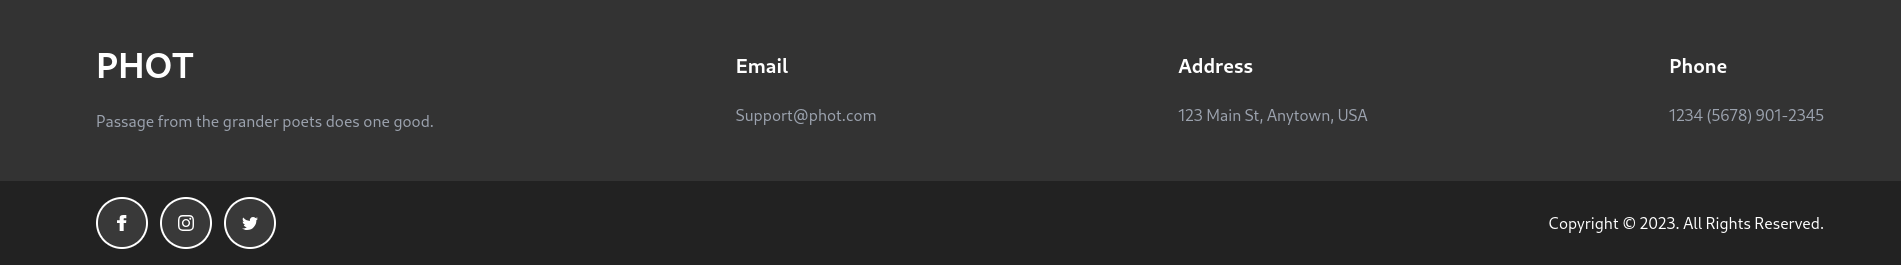 PHOT
Passage from the grander poets does one good.
Email
Support@phot.com
Address
123 Main St, Anytown, USA
Phone
1234 (5678) 901-2345
Copyright © 2023. All Rights Reserved.